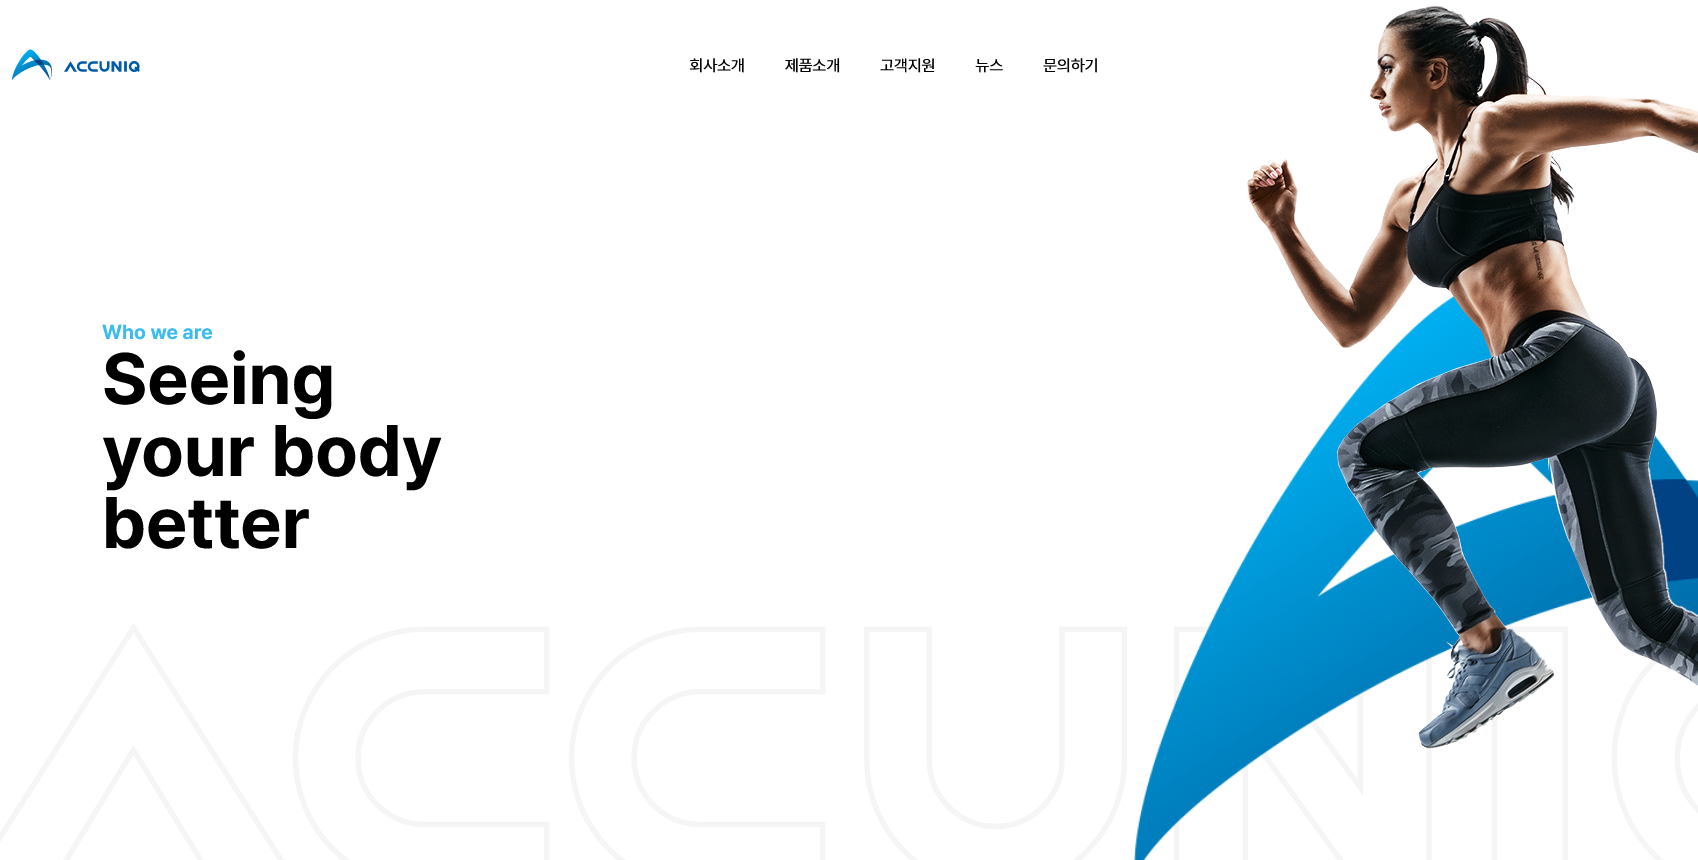 ACCUNIQ
회사소개
제품소개
고객지원
뉴스
문의하기
Who we are
Seeing
your body
better
ACCUNIQ